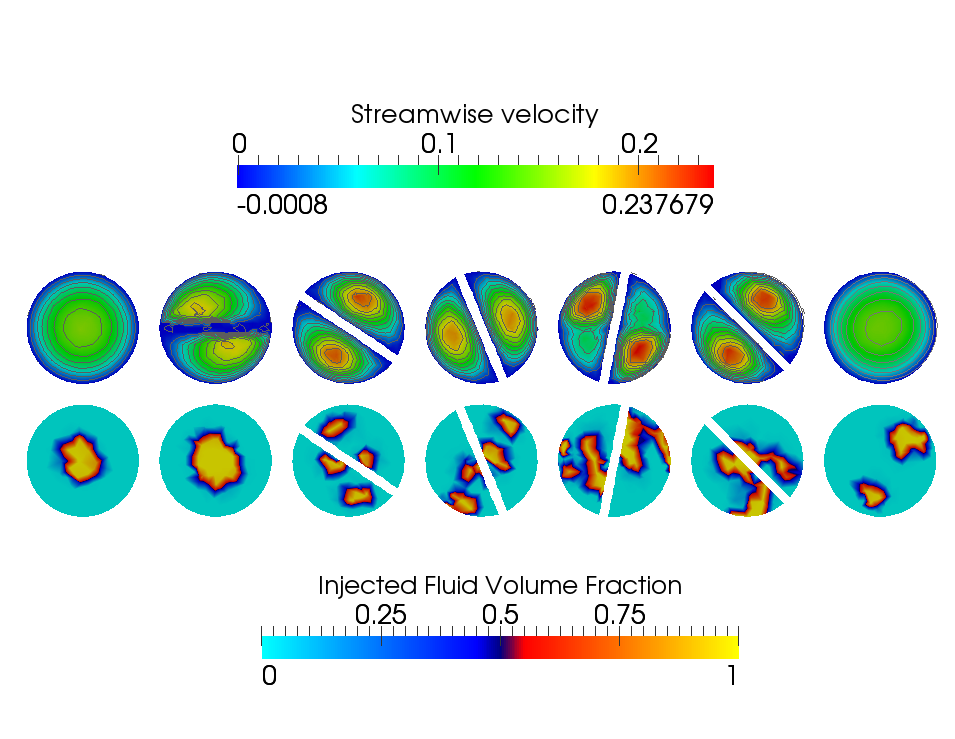 Streamwise velocity
0 0.1 0.2
-0.0008 0.237679
Injected Fluid Volume Fraction
0.25 0.5 0.75
0 1